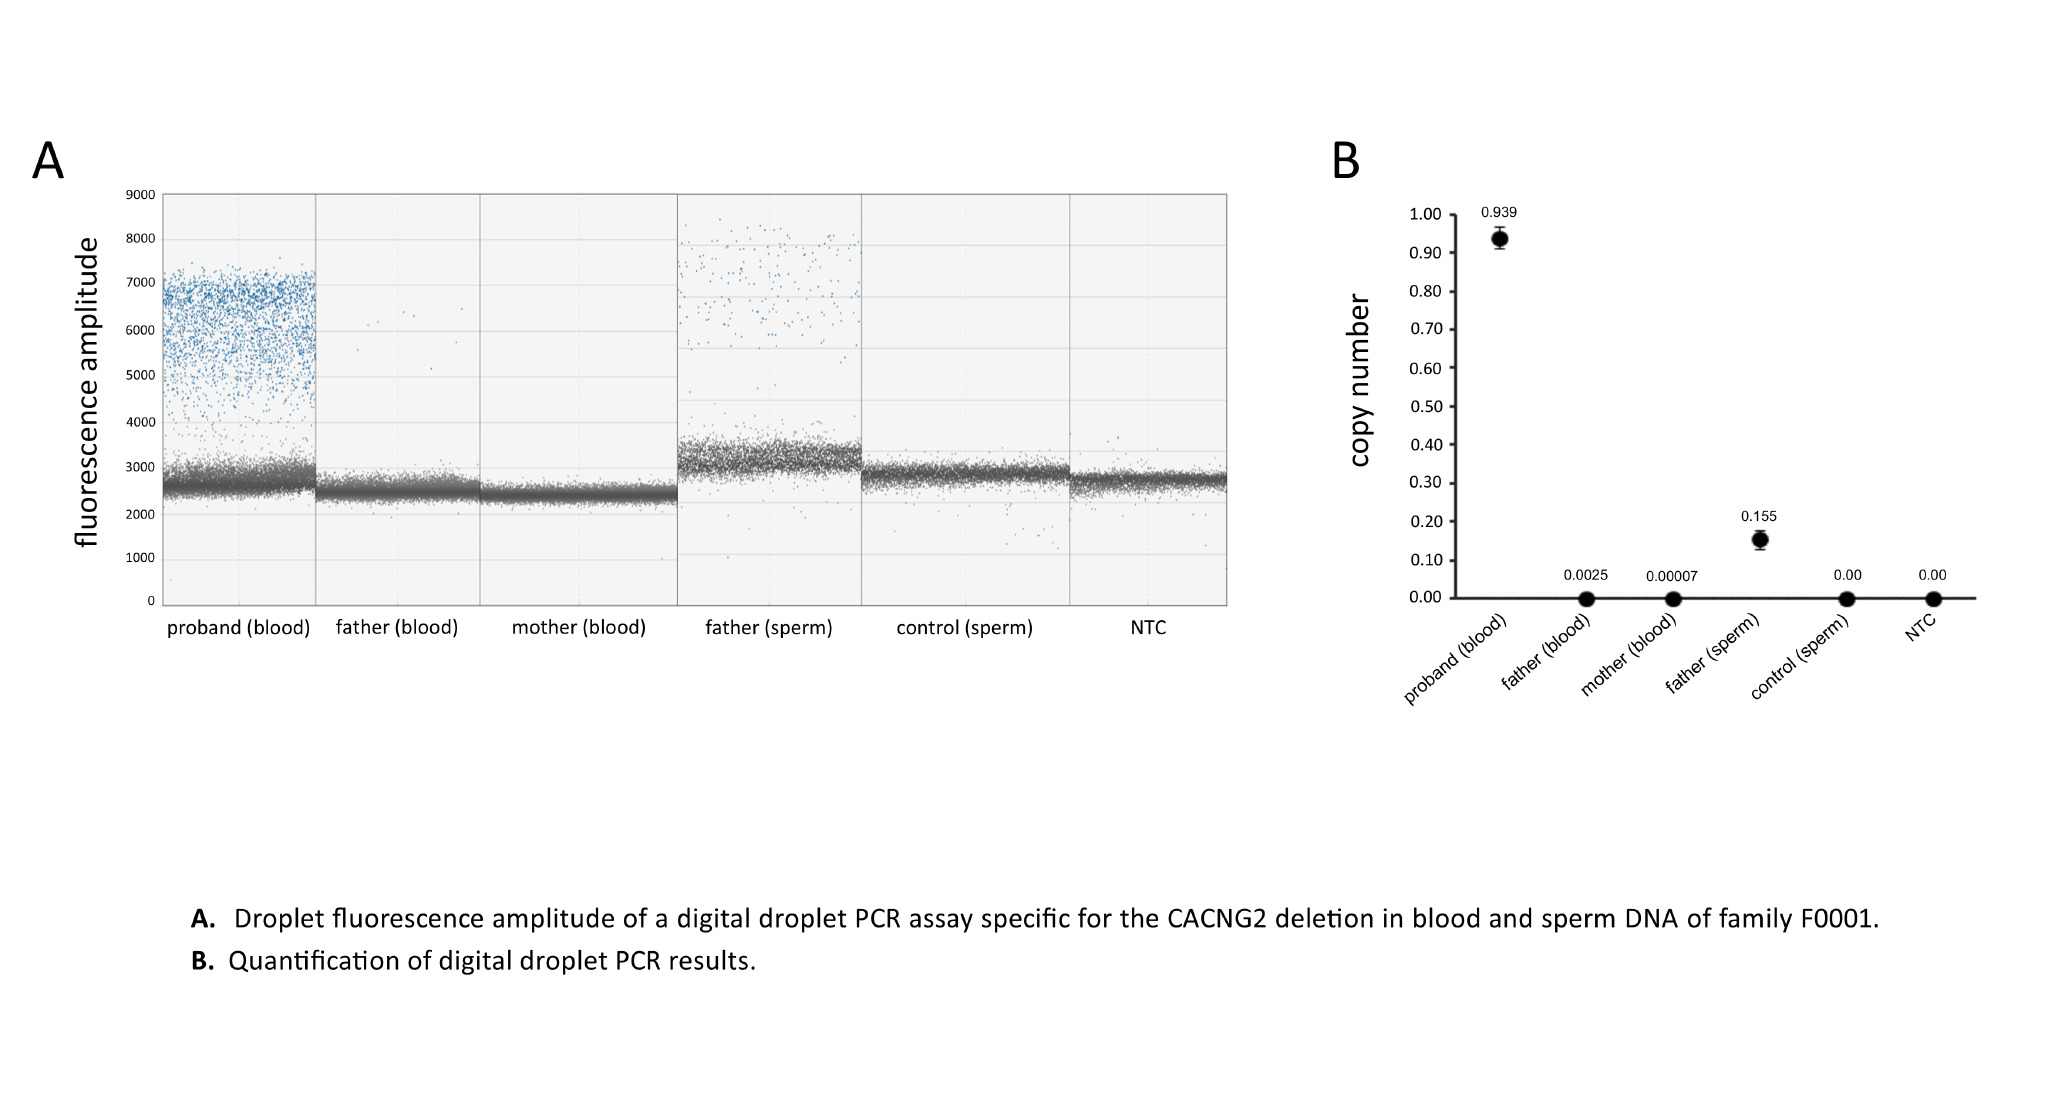 A
9000
8000
7000
6000
5000
4000
3000
2000
1000
0
fluorescence amplitude
proband (blood) father (blood) mother (blood) father (sperm) control (sperm) NTC
B
1.00
0.90
0.80
0.70
0.60
0.50
0.40
0.30
0.20
0.10
0.00
copy number
0.939
0.0025
0.00007
0.155
0.00
0.00
proband (blood)
father (blood)
mother (blood)
father (sperm)
control (sperm)
NTC
A. Droplet fluorescence amplitude of a digital droplet PCR assay specific for the CACNG2 deletion in blood and sperm DNA of family F0001.
B. Quantification of digital droplet PCR results.